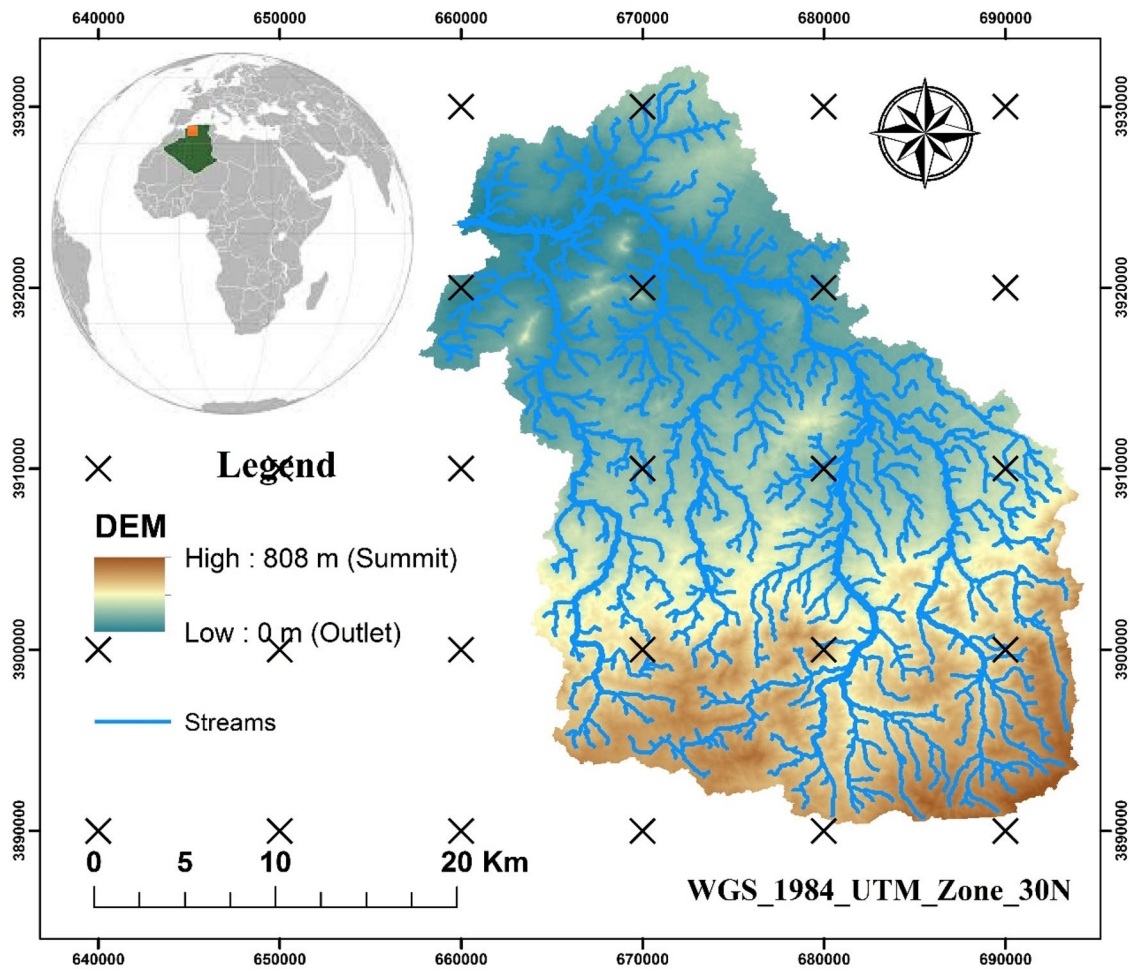 640000 650000 660000 670000 680000 690000
3930000 3930000
3920000 3920000
3910000 3910000
Legend
DEM
High : 808 m (Summit)
Low : 0 m (Outlet)
3900000 3900000
Streams
3890000 3890000
0 5 10 20 Km
WGS_1984_UTM_Zone_30N
640000 650000 660000 670000 680000 690000